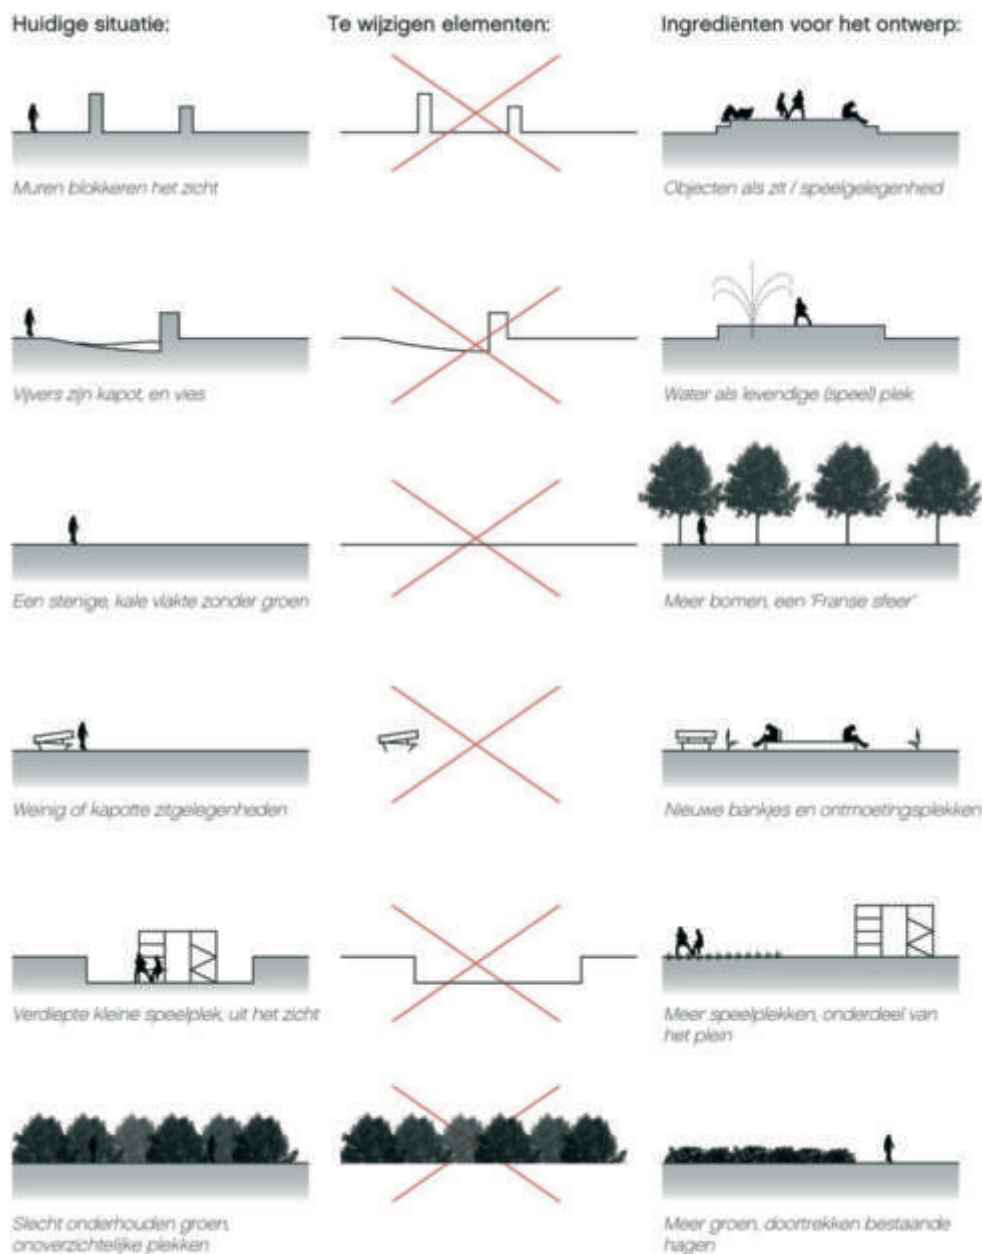 Huidige situatie:
Te wijzigen elementen:
Ingrediënten voor het ontwerp:
Muren blokkeren het zicht
Objecten als zit / speelgelegenheid
Vijvers zijn kapot, en vies
Water als levendige (speel) plek
Een stenige, kale vlakte zonder groen
Meer bomen, een 'Franse sfeer'
Weinig of kapotte zitgelegenheden
Nieuwe bankjes en ontmoetingsplekken
Verdiepte kleine speelplek, uit het zicht
Meer speelplekken, onderdeel van
het plein
Slecht onderhouden groen,
onoverzichtelijke plekken
Meer groen, doortrekken bestaande
hagen